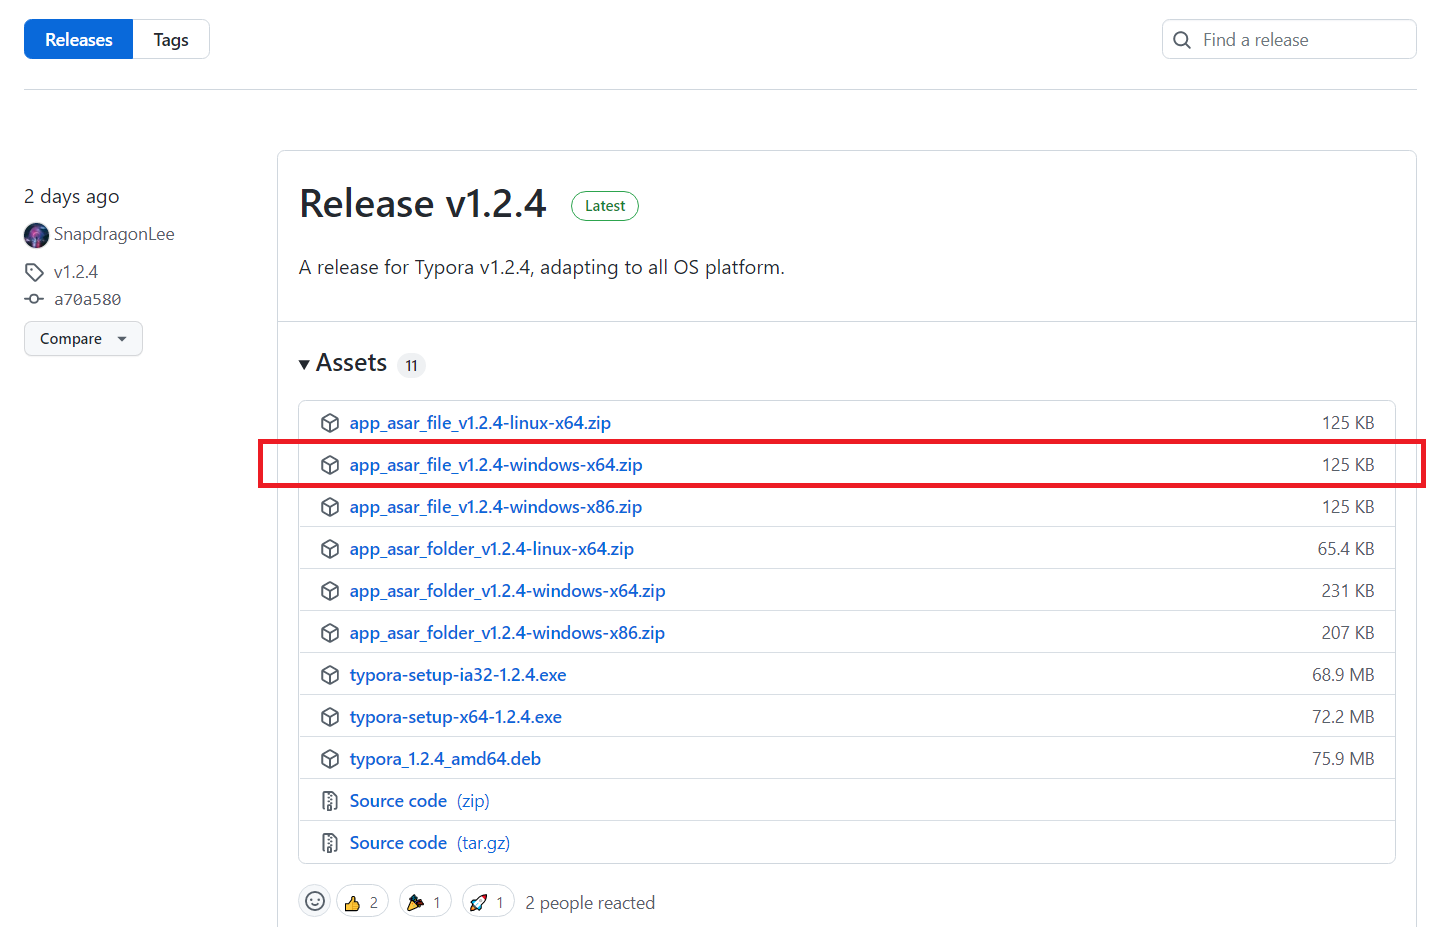 Releases Tags Find a release
2 days ago
SnapdragonLee
v1.2.4
a70a580
Compare
Release v1.2.4 Latest
A release for Typora v1.2.4, adapting to all OS platform.
Assets 11
app_asar_file_v1.2.4-linux-x64.zip 125 KB
app_asar_file_v1.2.4-windows-x64.zip 125 KB
app_asar_file_v1.2.4-windows-x86.zip 125 KB
app_asar_folder_v1.2.4-linux-x64.zip 65.4 KB
app_asar_folder_v1.2.4-windows-x64.zip 231 KB
app_asar_folder_v1.2.4-windows-x86.zip 207 KB
typora-setup-ia32-1.2.4.exe 68.9 MB
typora-setup-x64-1.2.4.exe 72.2 MB
typora_1.2.4_amd64.deb 75.9 MB
Source code (zip)
Source code (tar.gz)
2 1 1 2 people reacted